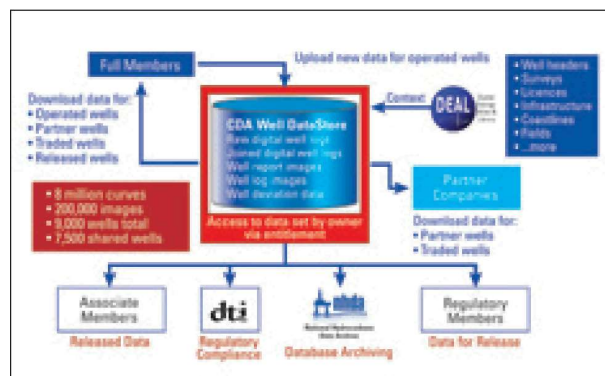 Full Members
Upload new data for operated wells
Download data for:
• Operated wells
• Partner wells
• Traded wells
• Released wells
CDA Well DataStore
Raw digital well logs
Joined digital well logs
Well report images
Well log images
Well deviation data
Access to data set by owner
via entitlement
Context
DEAL
• Well headers
• Surveys
• Licences
• Infrastructure
• Coastlines
• Fields
• ...more
• 8 million curves
• 200,000 images
• 9,000 wells total
• 7,500 shared wells
Partner
Companies
Download data for:
• Partner wells
• Traded wells
Associate
Members
Released Data
dti
Regulatory
Compliance
nhda
National Hydrocarbons
Data Archive
Database Archiving
Regulatory
Members
Data for Release